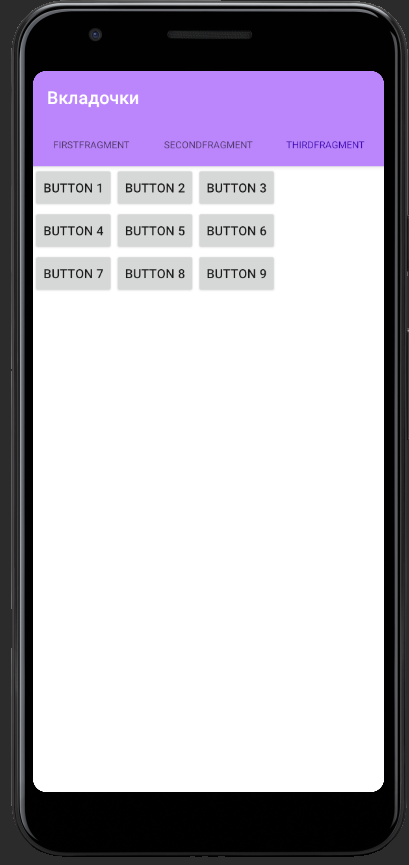 Вкладочки
FIRSTFRAGMENT SECONDFRAGMENT THIRDFRAGMENT
BUTTON 1 BUTTON 2 BUTTON 3
BUTTON 4 BUTTON 5 BUTTON 6
BUTTON 7 BUTTON 8 BUTTON 9